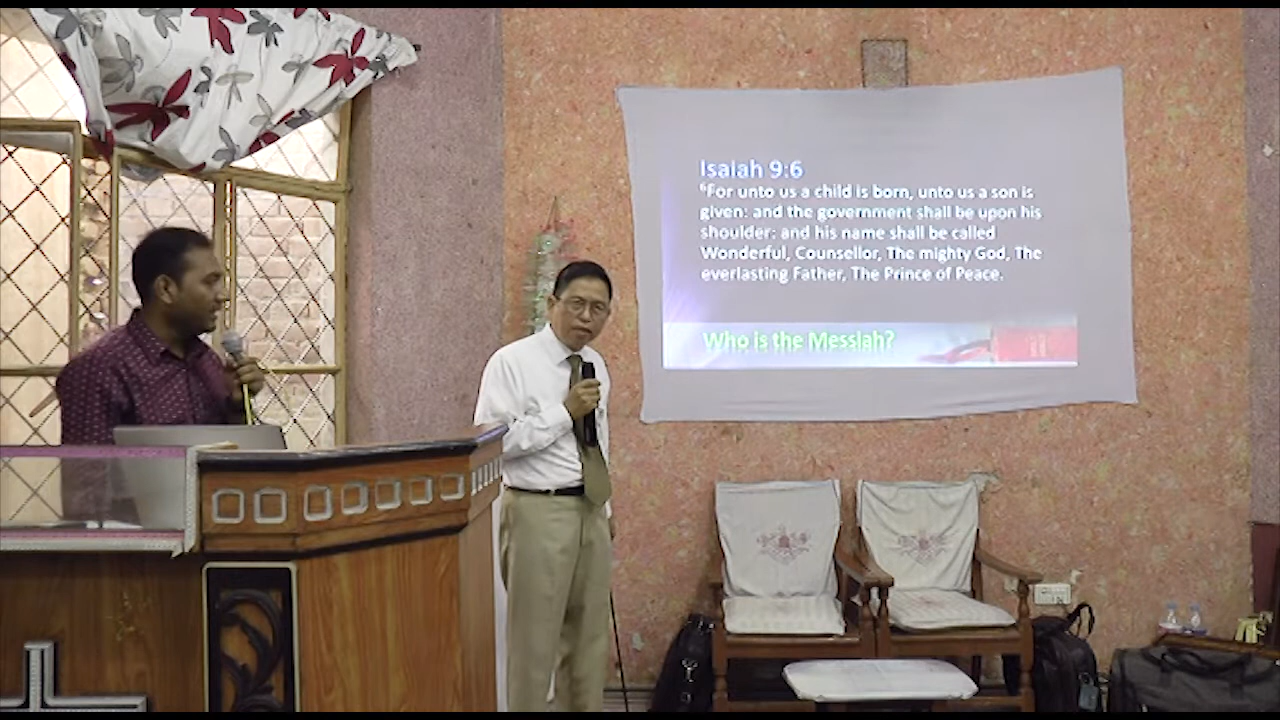 Isaiah 9:6
⁶For unto us a child is born, unto us a son is
given: and the government shall be upon his
shoulder: and his name shall be called
Wonderful, Counsellor, The mighty God, The
everlasting Father, The Prince of Peace.
Who is the Messiah?